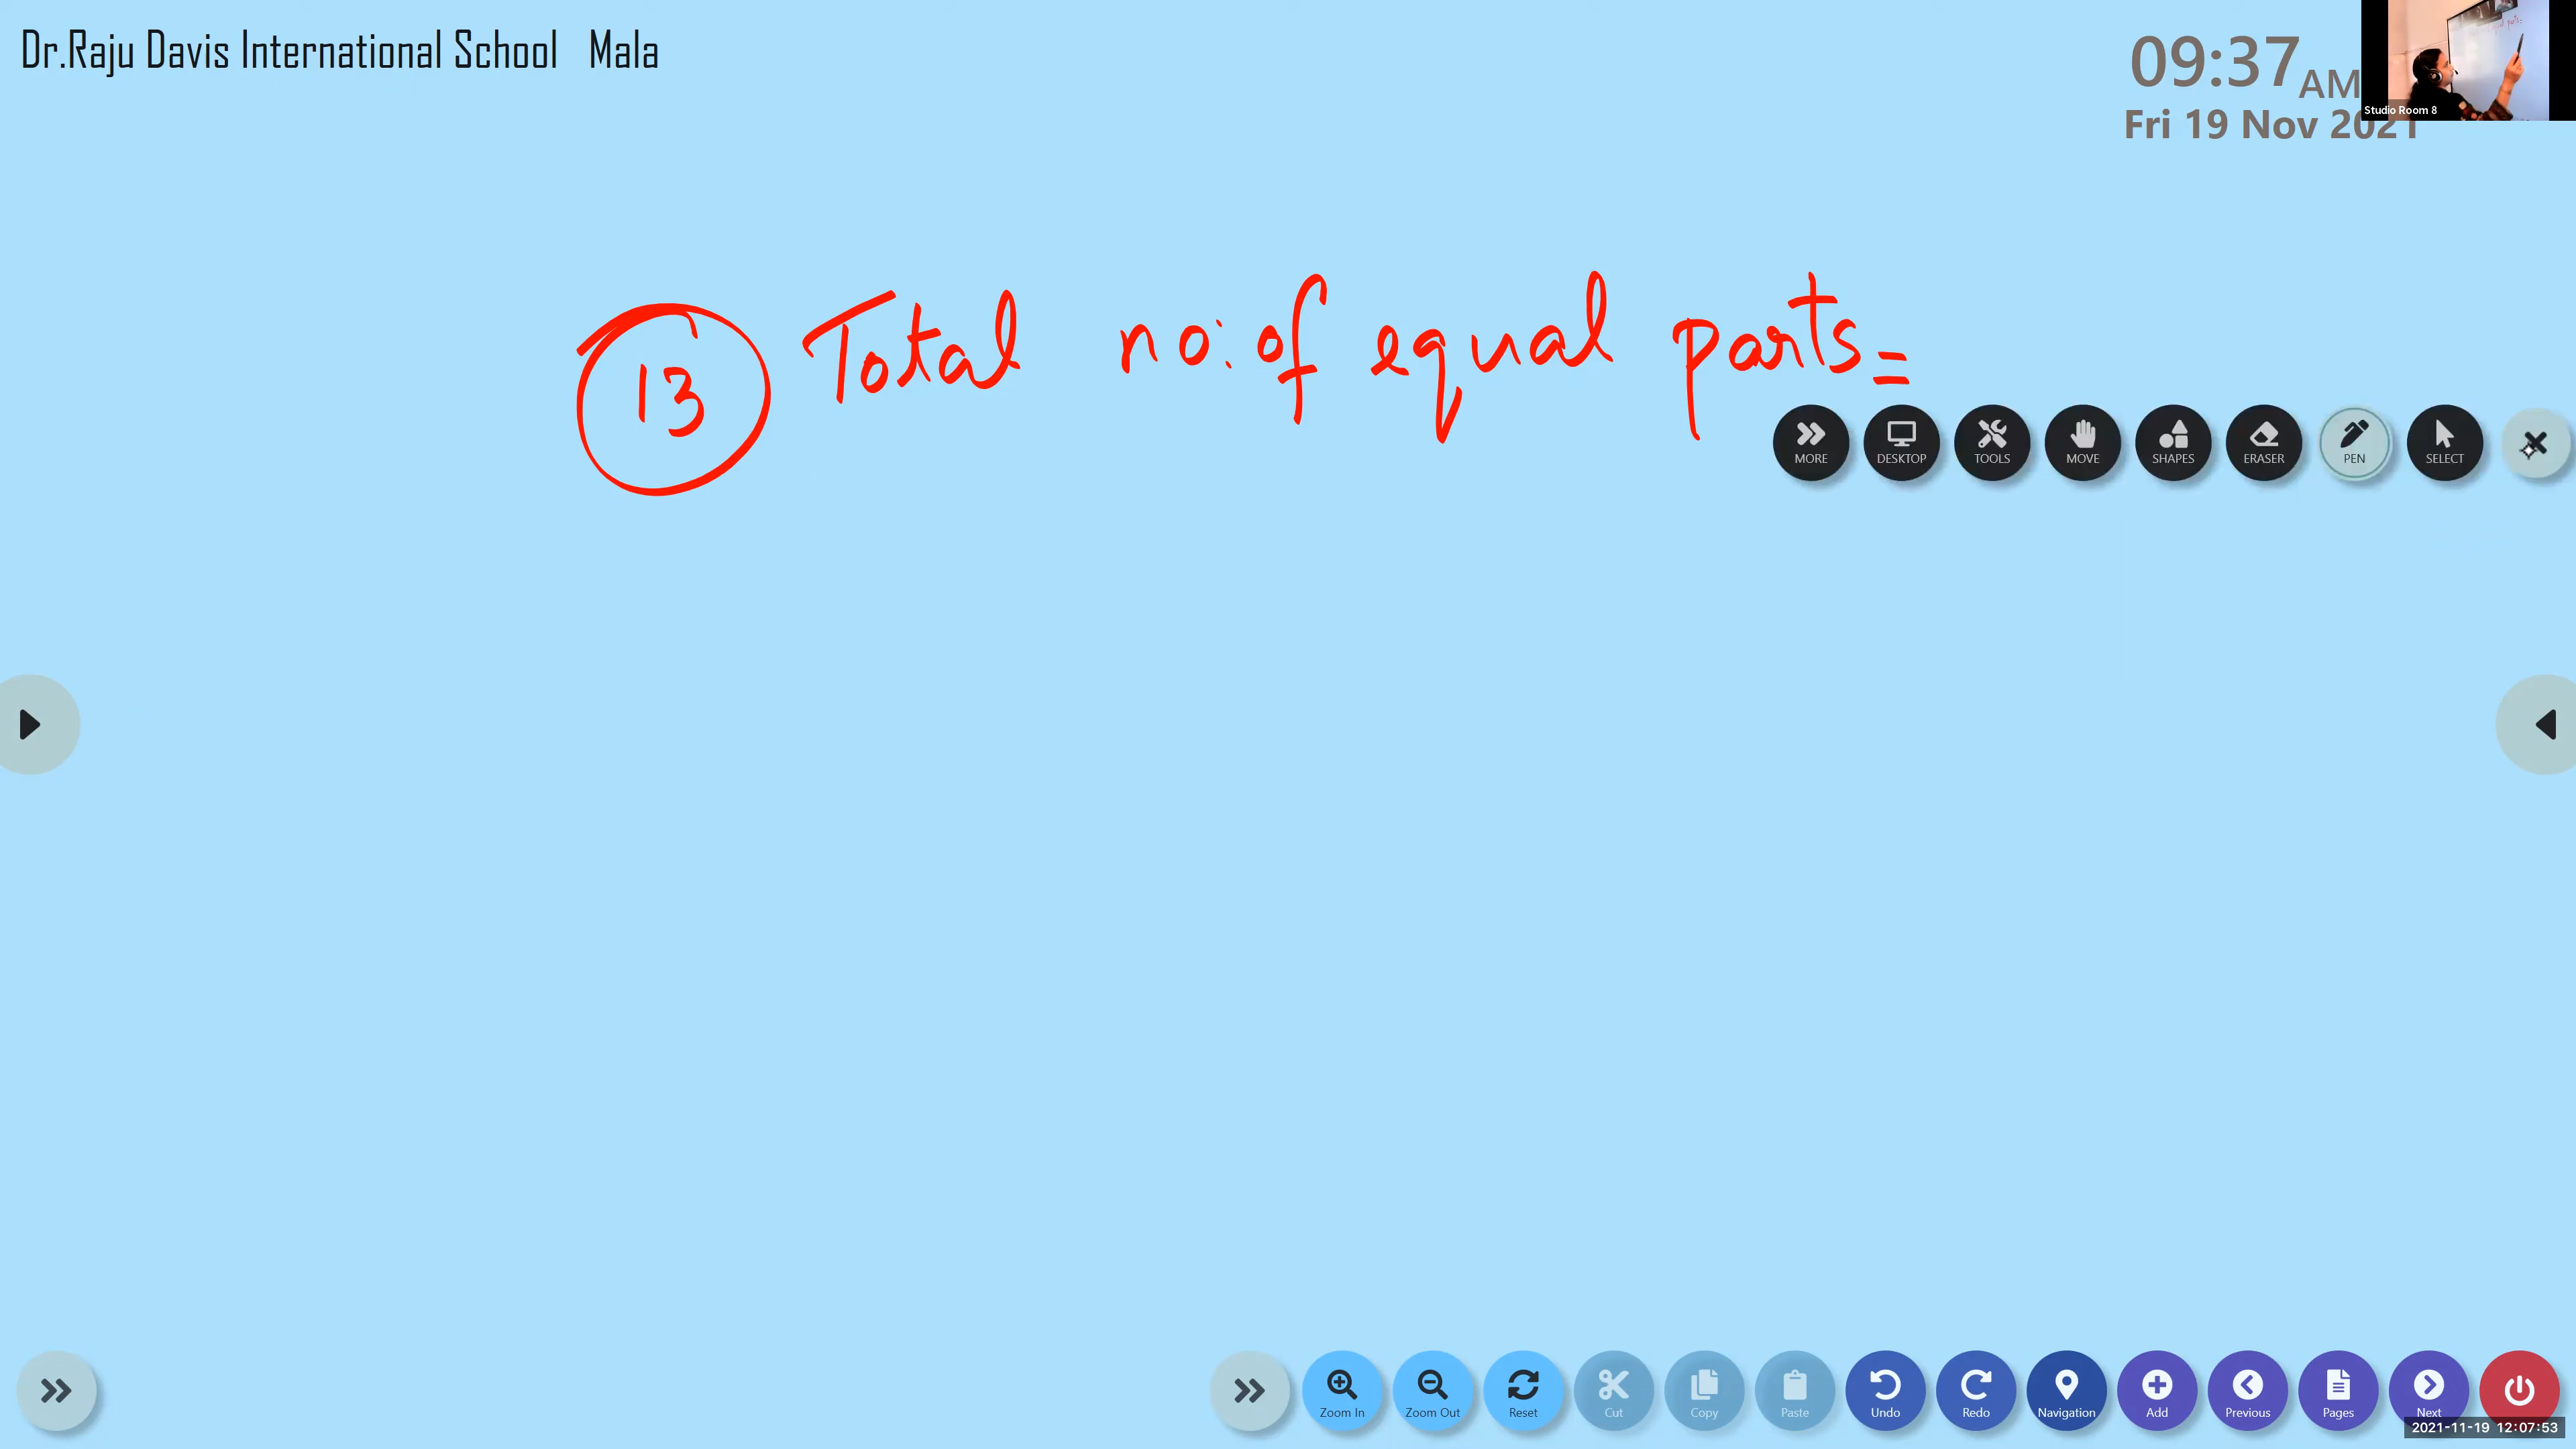 Dr.Raju Davis International School Mala
09:37 AM
Studio Room 8
Fri 19 Nov 2021
13 Total no: of equal parts =
MORE DESKTOP TOOLS MOVE SHAPES ERASER PEN SELECT
Zoom In Zoom Out Reset Cut Copy Paste Undo Redo Navigation Add Previous Pages Next
2021-11-19 12:07:53